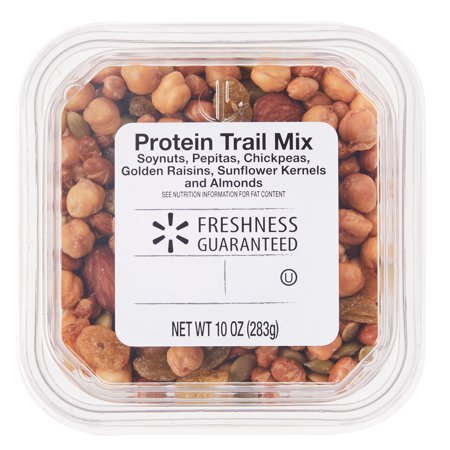 Protein Trail Mix
Soynuts, Pepitas, Chickpeas,
Golden Raisins, Sunflower Kernels
and Almonds
SEE NUTRITION INFORMATION FOR FAT CONTENT
FRESHNESS
GUARANTEED
U
NET WT 10 OZ (283g)